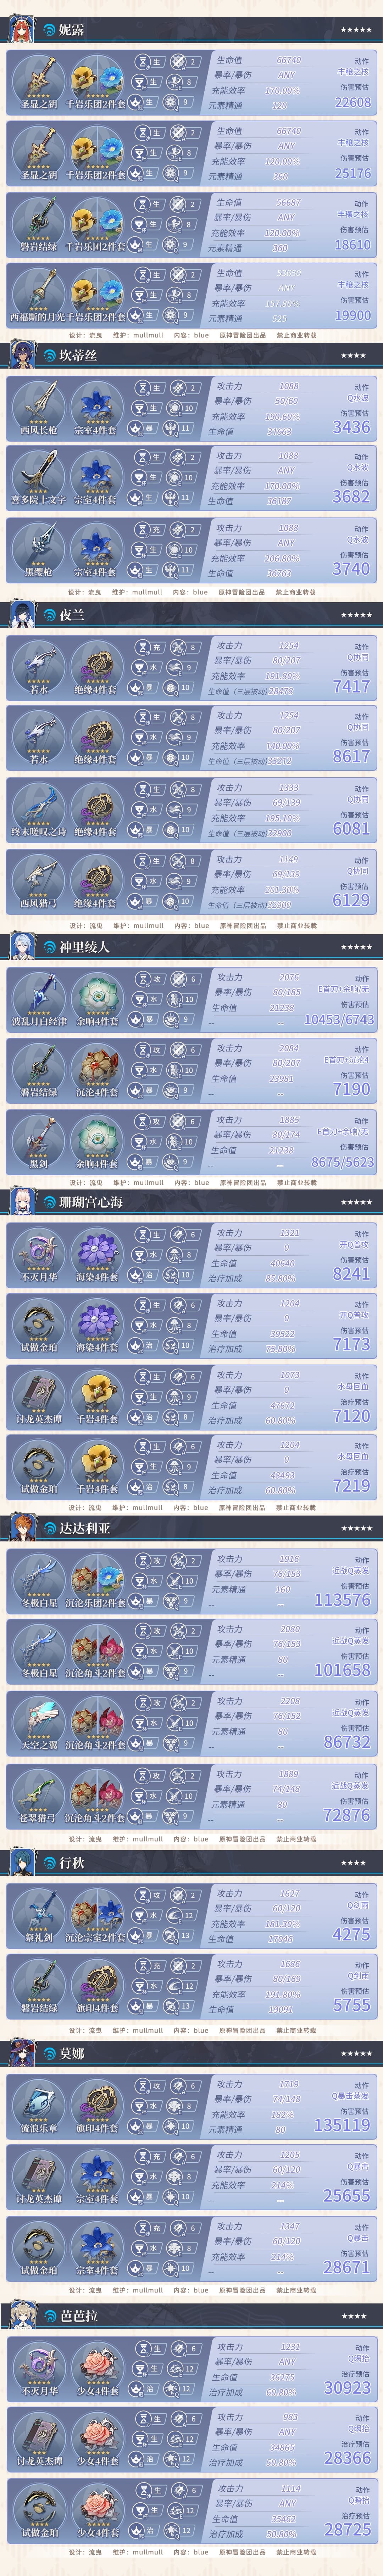 妮露
生 2
圣显之钥 千岩乐团2件套
生 8
生 9
生命值 66740
暴率/暴伤 ANY
充能效率 170.00%
元素精通 120
动作
丰穰之核
伤害预估
22608
生 2
圣显之钥 千岩乐团2件套
生 8
生 9
生命值 66740
暴率/暴伤 ANY
充能效率 120.00%
元素精通 360
动作
丰穰之核
伤害预估
25176
生 2
磐岩结绿 千岩乐团2件套
生 8
生 9
生命值 56687
暴率/暴伤 ANY
充能效率 120.00%
元素精通 360
动作
丰穰之核
伤害预估
18610
生 2
西福斯的月光 千岩乐团2件套
生 8
生 9
生命值
暴率/暴伤 ANY
充能效率
元素精通
动作
丰穰之核
伤害预估
19900
设计：流鬼 维护：mullmull 内容：blue 原神冒险团出品 禁止商业转载
坎蒂丝
生 2
西风长枪 宗室4件套
生 10
暴 11
攻击力 1088
暴率/暴伤 50/60
充能效率 190.60%
生命值 31663
动作
Q水波
伤害预估
3436
生 2
喜多院十文字 宗室4件套
生 10
生 11
攻击力 1088
暴率/暴伤 ANY
充能效率 170.00%
生命值 36187
动作
Q水波
伤害预估
3682
充 2
黑缨枪 宗室4件套
生 10
生 11
攻击力 1088
暴率/暴伤 ANY
充能效率 206.80%
生命值 36763
动作
Q水波
伤害预估
3740
设计：流鬼 维护：mullmull 内容：blue 原神冒险团出品 禁止商业转载
夜兰
充 8
若水 绝缘4件套
水 9
暴 10
攻击力 1254
暴率/暴伤 80/207
充能效率 191.80%
生命值（三层被动） 28478
动作
Q协同
伤害预估
7417
生 8
若水 绝缘4件套
水 9
暴 10
攻击力 1254
暴率/暴伤 80/207
充能效率 140.00%
生命值（三层被动）
动作
Q协同
伤害预估
8617
生 8
终末嗟叹之诗 绝缘4件套
水 9
暴 10
攻击力 1333
暴率/暴伤 69/139
充能效率 195.10%
生命值（三层被动） 32900
动作
Q协同
伤害预估
6081
生 8
西风猎弓 绝缘4件套
水 9
暴 10
攻击力 1149
暴率/暴伤 69/139
充能效率 201.30%
生命值（三层被动） 32900
动作
Q协同
伤害预估
6129
设计：流鬼 维护：mullmull 内容：blue 原神冒险团出品 禁止商业转载
神里绫人
攻 6
波乱月白经津 余响4件套
水 10
暴 9
攻击力 2076
暴率/暴伤 80/185
生命值 21238
-- --
动作
E首刀+余响/无
伤害预估
10453/6743
攻 6
磐岩结绿 沉沦4件套
水 10
暴 9
攻击力 2084
暴率/暴伤 80/207
生命值 23981
-- --
动作
E首刀+沉沦4
伤害预估
7190
攻 6
黑剑 余响4件套
水 10
暴 9
攻击力 1885
暴率/暴伤 80/174
生命值 21238
-- --
动作
E首刀+余响/无
伤害预估
8675/5623
设计：流鬼 维护：mullmull 内容：blue 原神冒险团出品 禁止商业转载
珊瑚宫心海
生 6
不灭月华 海染4件套
水 8
治 10
攻击力 1321
暴率/暴伤 0
生命值 40640
治疗加成 85.80%
动作
开Q普攻
伤害预估
8241
生 6
试做金珀 海染4件套
水 8
治 10
攻击力 1204
暴率/暴伤 0
生命值 39522
治疗加成 75.80%
动作
开Q普攻
伤害预估
7173
生 6
讨龙英杰谭 千岩4件套
生 9
治 8
攻击力 1073
暴率/暴伤 0
生命值 47672
治疗加成 60.80%
动作
水母回血
治疗预估
7120
生 6
试做金珀 千岩4件套
生 9
治 8
攻击力 1204
暴率/暴伤 0
生命值 48493
治疗加成 60.80%
动作
水母回血
治疗预估
7219
设计：流鬼 维护：mullmull 内容：blue 原神冒险团出品 禁止商业转载
达达利亚
攻 2
冬极白星 沉沦乐团2件套
水 10
暴 9
攻击力 1916
暴率/暴伤 76/153
元素精通 160
-- --
动作
近战Q蒸发
伤害预估
113576
攻 2
冬极白星 沉沦角斗2件套
水 10
暴 9
攻击力 2080
暴率/暴伤 76/153
元素精通 80
-- --
动作
近战Q蒸发
伤害预估
101658
攻 2
天空之翼 沉沦角斗2件套
水 10
暴 9
攻击力 2208
暴率/暴伤 76/152
元素精通 80
-- --
动作
近战Q蒸发
伤害预估
86732
攻 2
苍翠猎弓 沉沦角斗2件套
水 10
暴 9
攻击力 1889
暴率/暴伤 74/148
元素精通 80
-- --
动作
近战Q蒸发
伤害预估
72876
设计：流鬼 维护：mullmull 内容：blue 原神冒险团出品 禁止商业转载
行秋
攻 2
祭礼剑 沉沦宗室2件套
水 12
暴 13
攻击力 1627
暴率/暴伤 60/120
充能效率 181.30%
生命值 17046
动作
Q剑雨
伤害预估
4275
充 2
磐岩结绿 旗印4件套
水 12
暴 13
攻击力 1686
暴率/暴伤 80/169
充能效率 191.80%
生命值 19091
动作
Q剑雨
伤害预估
5755
设计：流鬼 维护：mullmull 内容：blue 原神冒险团出品 禁止商业转载
莫娜
攻 6
流浪乐章 旗印4件套
水 8
暴 10
攻击力 1719
暴率/暴伤 74/148
充能效率 182%
元素精通 80
动作
Q暴击蒸发
伤害预估
135119
充 6
讨龙英杰谭 宗室4件套
水 8
暴 10
攻击力 1205
暴率/暴伤 60/120
充能效率 214%
-- --
动作
Q暴击
伤害预估
25655
充 6
试做金珀 宗室4件套
水 8
暴 10
攻击力 1347
暴率/暴伤 60/120
充能效率 214%
-- --
动作
Q暴击
伤害预估
28671
设计：流鬼 维护：mullmull 内容：blue 原神冒险团出品 禁止商业转载
芭芭拉
生 6
不灭月华 少女4件套
生 12
治 12
攻击力 1231
暴率/暴伤 ANY
生命值 36275
治疗加成 60.80%
动作
Q瞬抬
治疗预估
30923
生 6
讨龙英杰谭 少女4件套
生 12
治 12
攻击力 983
暴率/暴伤 ANY
生命值 34865
治疗加成 50.80%
动作
Q瞬抬
治疗预估
28366
生 6
试做金珀 少女4件套
生 12
治 12
攻击力 1114
暴率/暴伤 ANY
生命值 35462
治疗加成 50.80%
动作
Q瞬抬
治疗预估
28725
设计：流鬼 维护：mullmull 内容：blue 原神冒险团出品 禁止商业转载